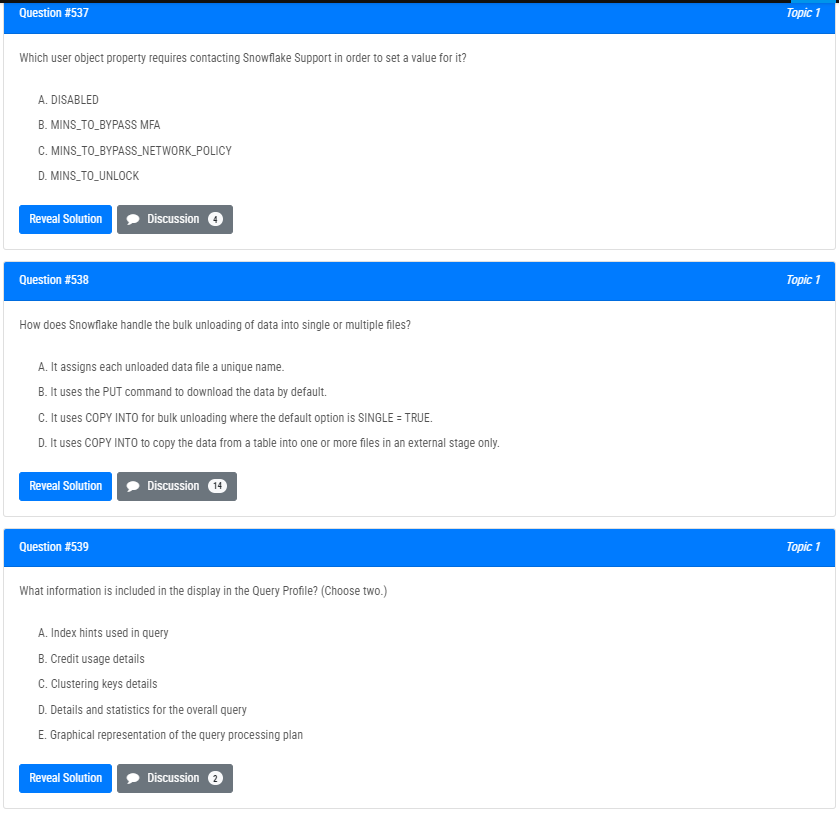 Question #537 Topic 1
Which user object property requires contacting Snowflake Support in order to set a value for it?
A. DISABLED
B. MINS_TO_BYPASS MFA
C. MINS_TO_BYPASS_NETWORK_POLICY
D. MINS_TO_UNLOCK
Reveal Solution Discussion 4
Question #538 Topic 1
How does Snowflake handle the bulk unloading of data into single or multiple files?
A. It assigns each unloaded data file a unique name.
B. It uses the PUT command to download the data by default.
C. It uses COPY INTO for bulk unloading where the default option is SINGLE = TRUE.
D. It uses COPY INTO to copy the data from a table into one or more files in an external stage only.
Reveal Solution Discussion 14
Question #539 Topic 1
What information is included in the display in the Query Profile? (Choose two.)
A. Index hints used in query
B. Credit usage details
C. Clustering keys details
D. Details and statistics for the overall query
E. Graphical representation of the query processing plan
Reveal Solution Discussion 2